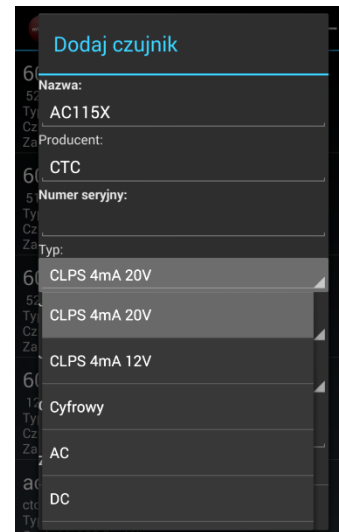 Dodaj czujnik
Nazwa:
AC115X
Producent:
CTC
Numer seryjny:
Typ:
CLPS 4mA 20V
CLPS 4mA 20V
CLPS 4mA 12V
Cyfrowy
AC
DC